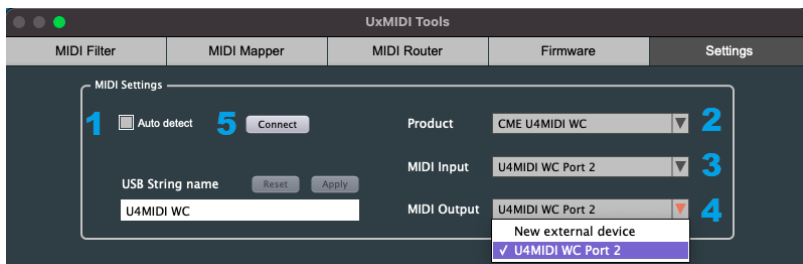 UxMIDI Tools
MIDI Filter MIDI Mapper MIDI Router Firmware Settings
MIDI Settings
1 Auto detect 5 Connect Product CME U4MIDI WC 2
MIDI Input U4MIDI WC Port 2 3
USB String name Reset Apply
U4MIDI WC MIDI Output U4MIDI WC Port 2 4
New external device
✓ U4MIDI WC Port 2